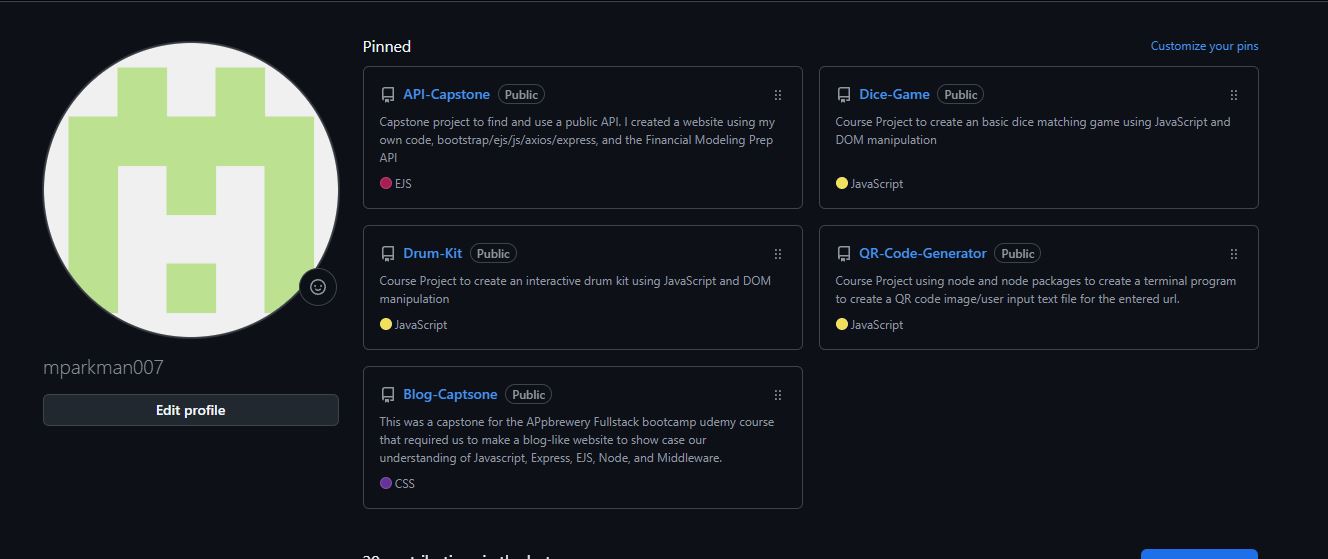 Pinned
Customize your pins
API-Capstone Public
Capstone project to find and use a public API. I created a website using my
own code, bootstrap/ejs/js/axios/express, and the Financial Modeling Prep
API
EJS
Dice-Game Public
Course Project to create an basic dice matching game using JavaScript and
DOM manipulation
JavaScript
Drum-Kit Public
Course Project to create an interactive drum kit using JavaScript and DOM
manipulation
JavaScript
QR-Code-Generator Public
Course Project using node and node packages to create a terminal program
to create a QR code image/user input text file for the entered url.
JavaScript
Blog-Captsone Public
This was a capstone for the APpbrewery Fullstack bootcamp udemy course
that required us to make a blog-like website to show case our
understanding of Javascript, Express, EJS, Node, and Middleware.
CSS
mparkman007
Edit profile